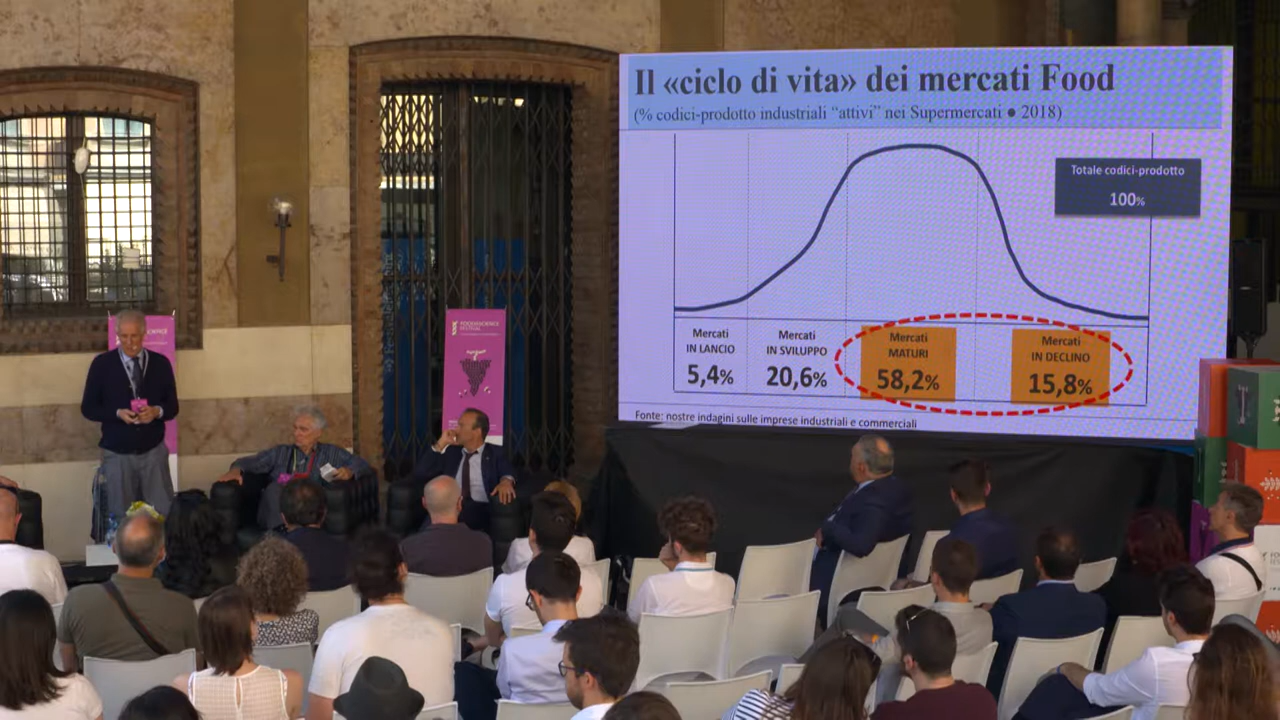 Il «ciclo di vita» dei mercati Food
(% codici-prodotto industriali “attivi” nei Supermercati ● 2018)
Totale codici-prodotto
100%
Mercati
IN LANCIO
5,4%
Mercati
IN SVILUPPO
20,6%
Mercati
MATURI
58,2%
Mercati
IN DECLINO
15,8%
Fonte: nostre indagini sulle imprese industriali e commerciali